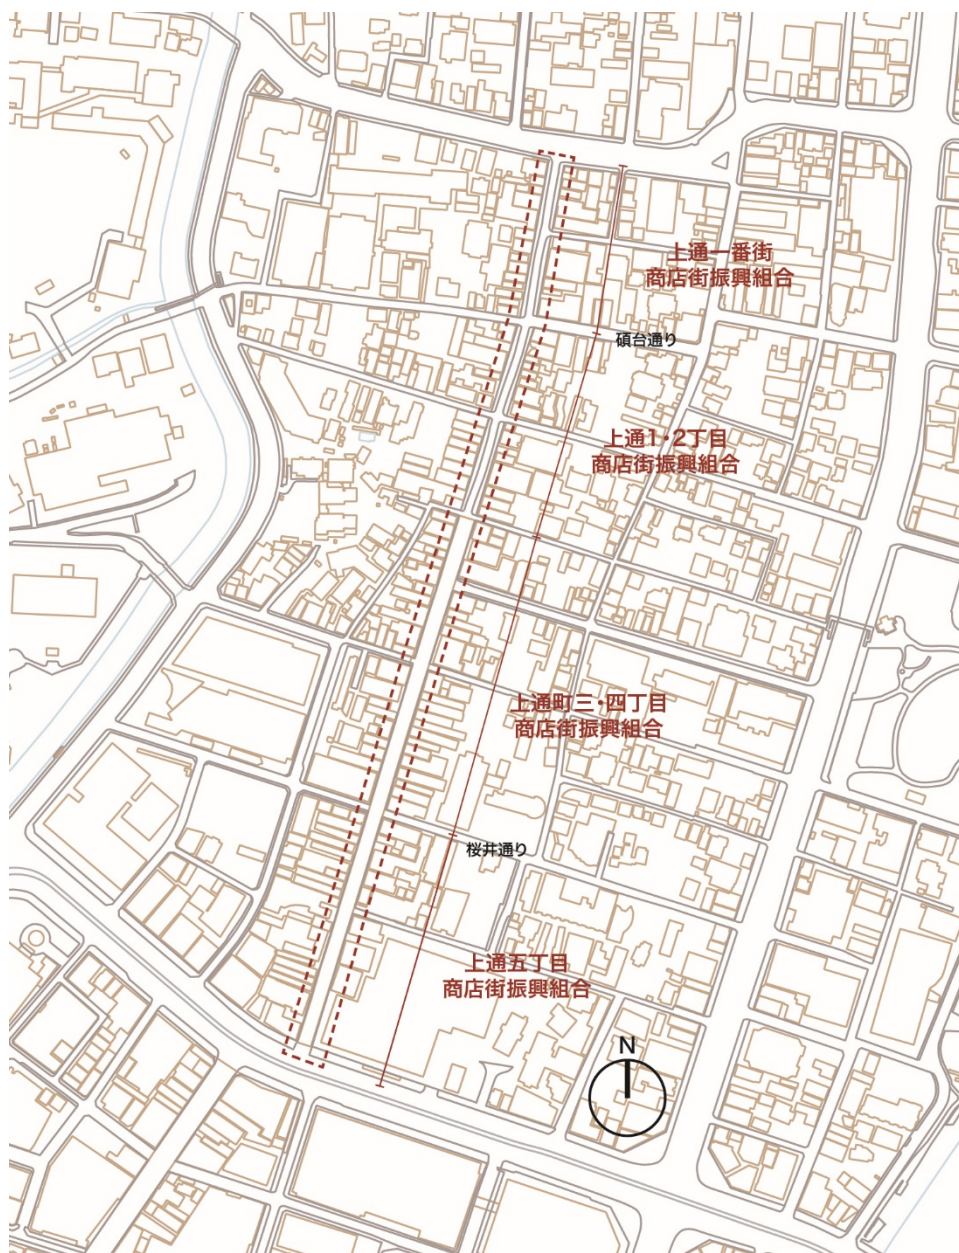 上通一番街
商店街振興組合
碩台通り
上通1・2丁目
商店街振興組合
上通町三・四丁目
商店街振興組合
桜井通り
上通五丁目
商店街振興組合
N